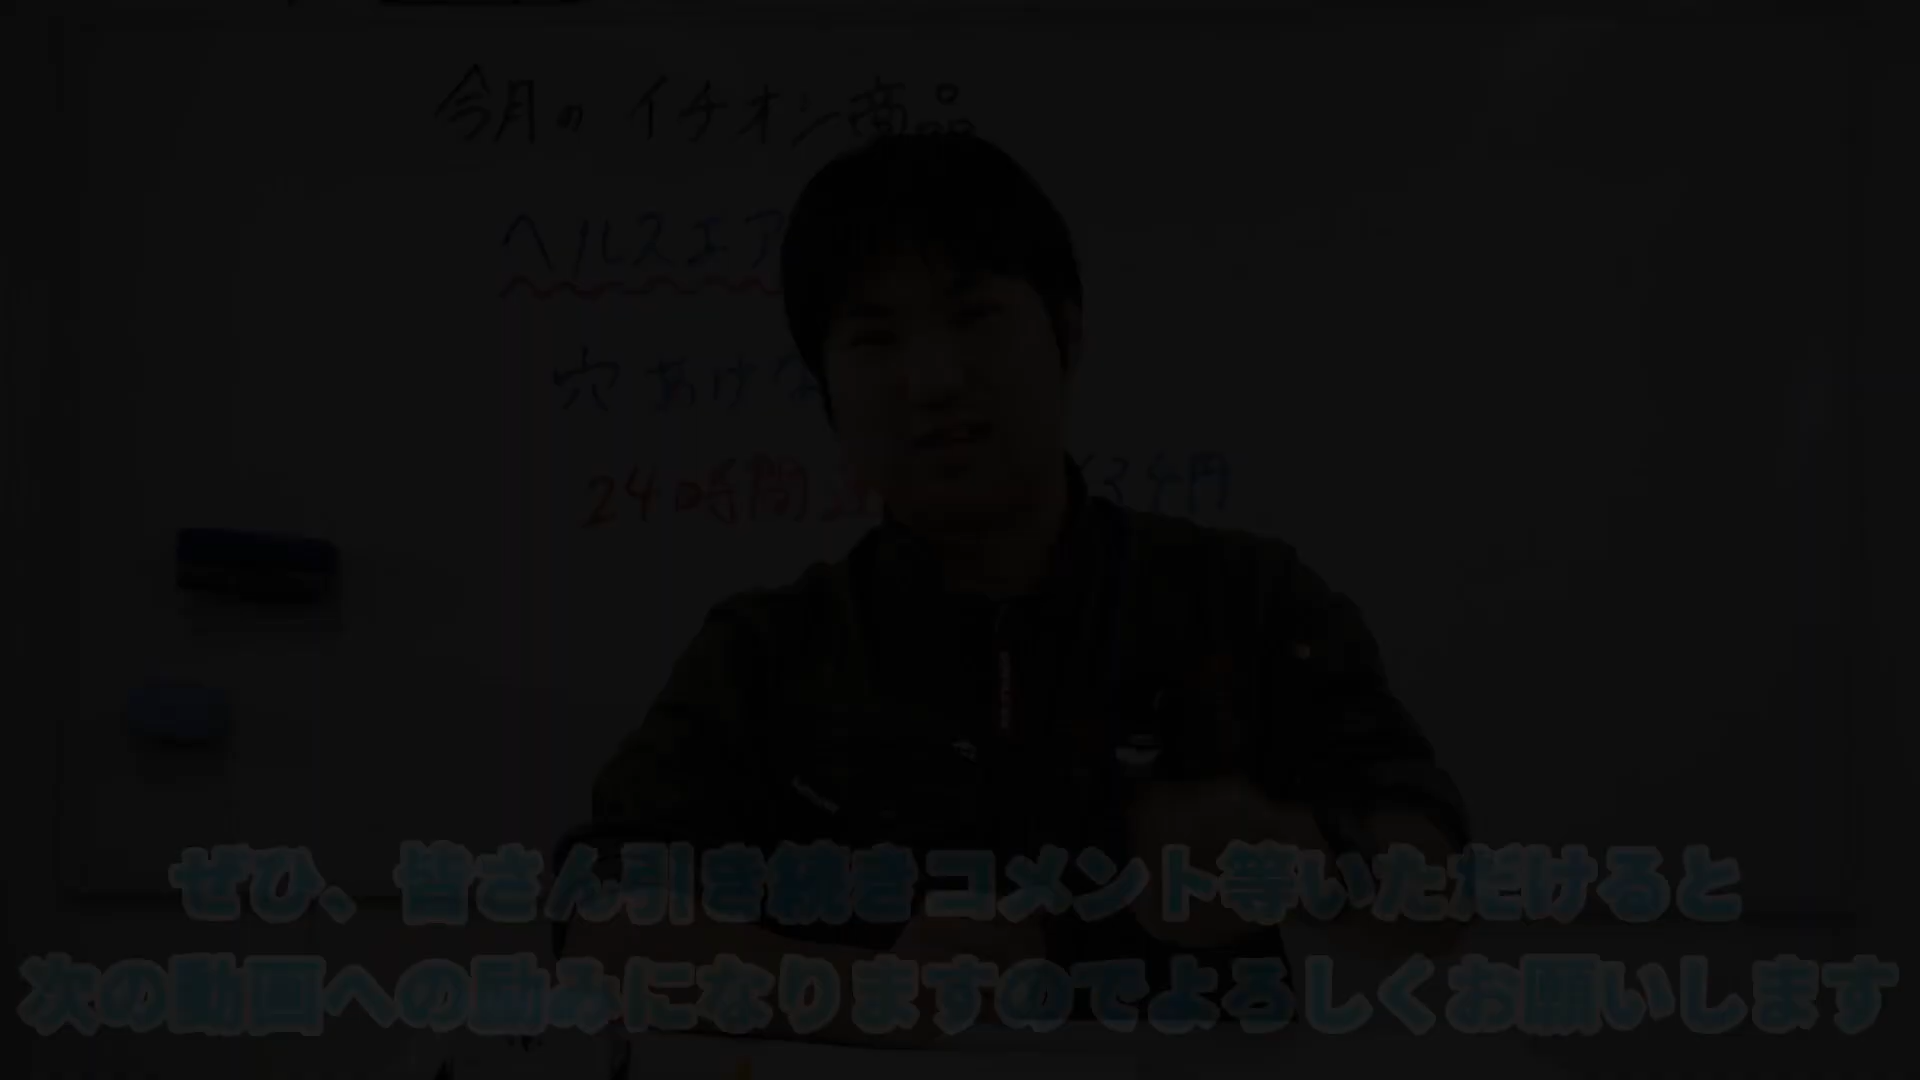 今月のイチオシ商品
ヘルスエア
穴あけ
24時間
34円
ぜひ、皆さん引き続きコメント等いただけると
次の動画への励みになりますのでよろしくお願いします